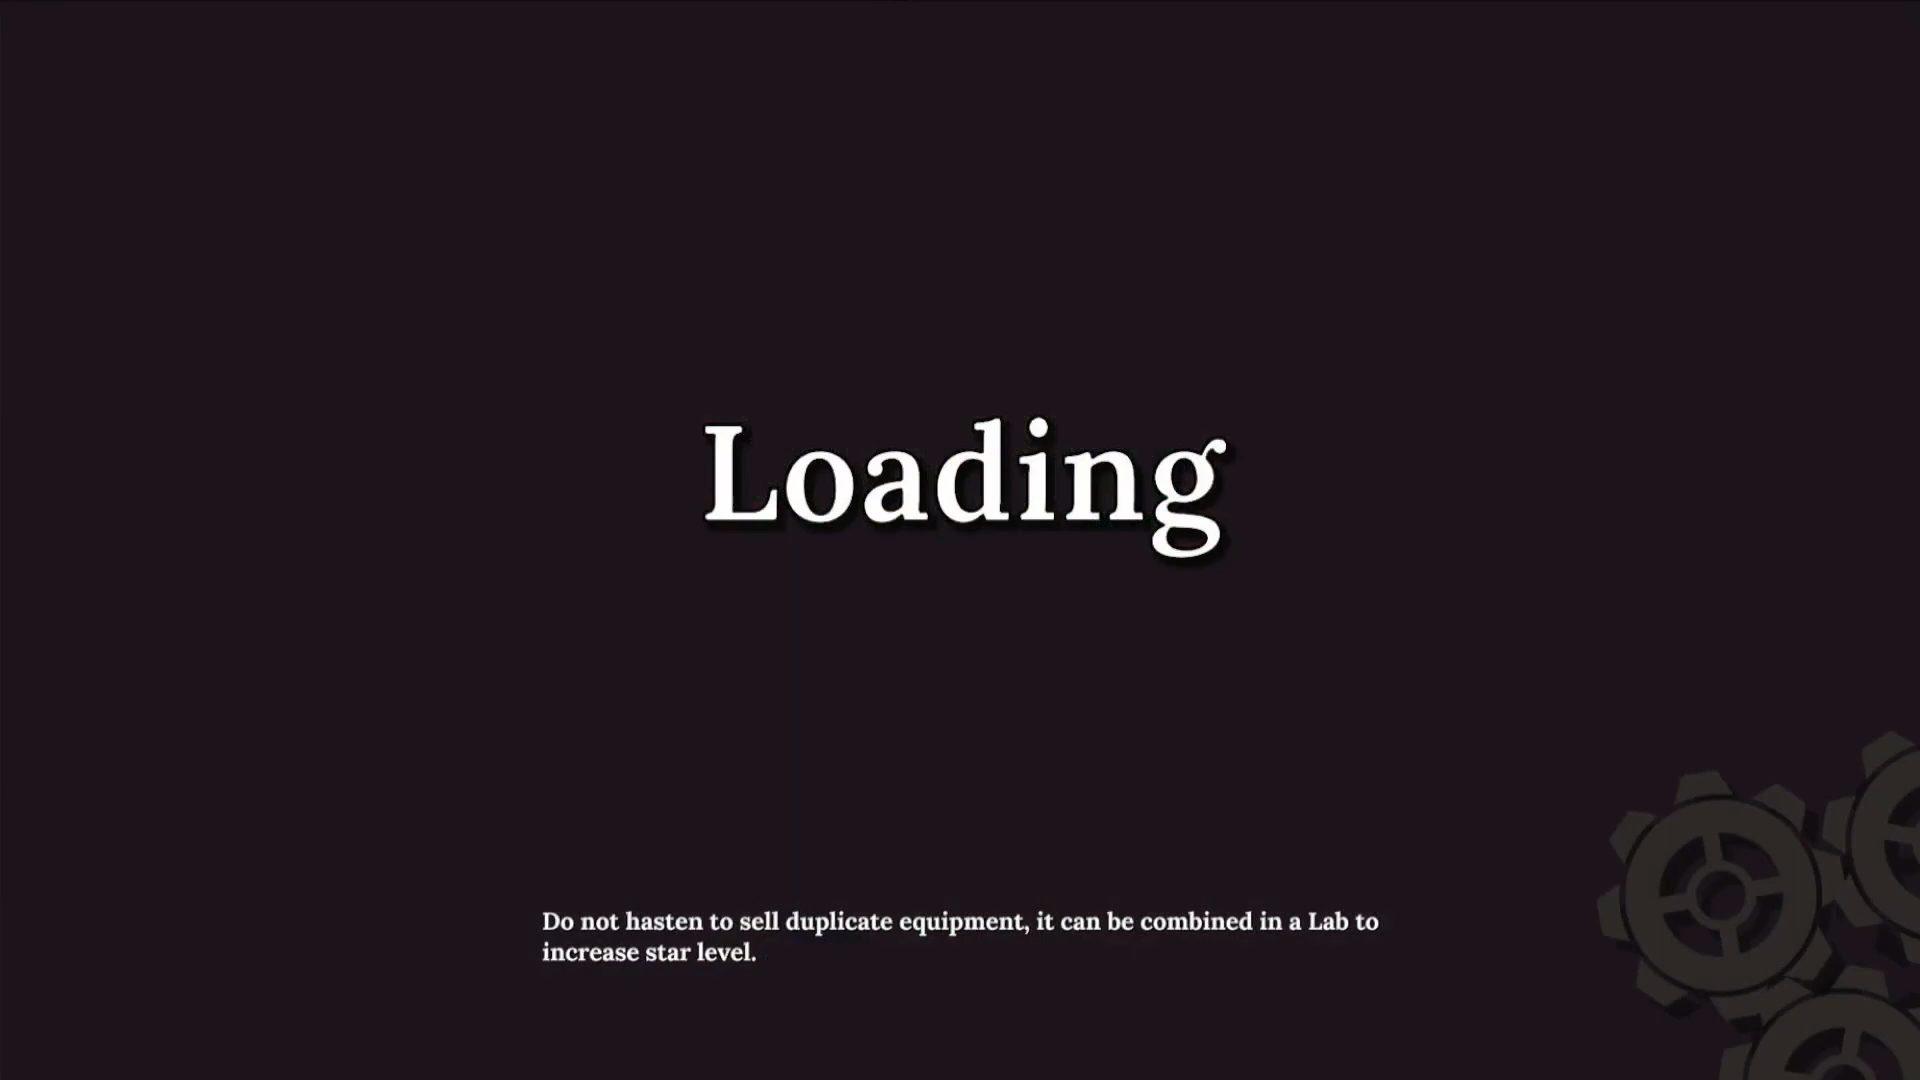 Loading
Do not hasten to sell duplicate equipment, it can be combined in a Lab to
increase star level.